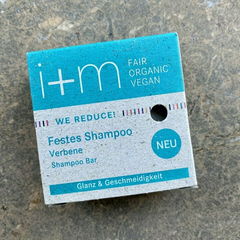 i+m
FAIR
ORGANIC
VEGAN
WE REDUCE!
Festes Shampoo
Verbene
Shampoo Bar
NEU
Glanz & Geschmeidigkeit